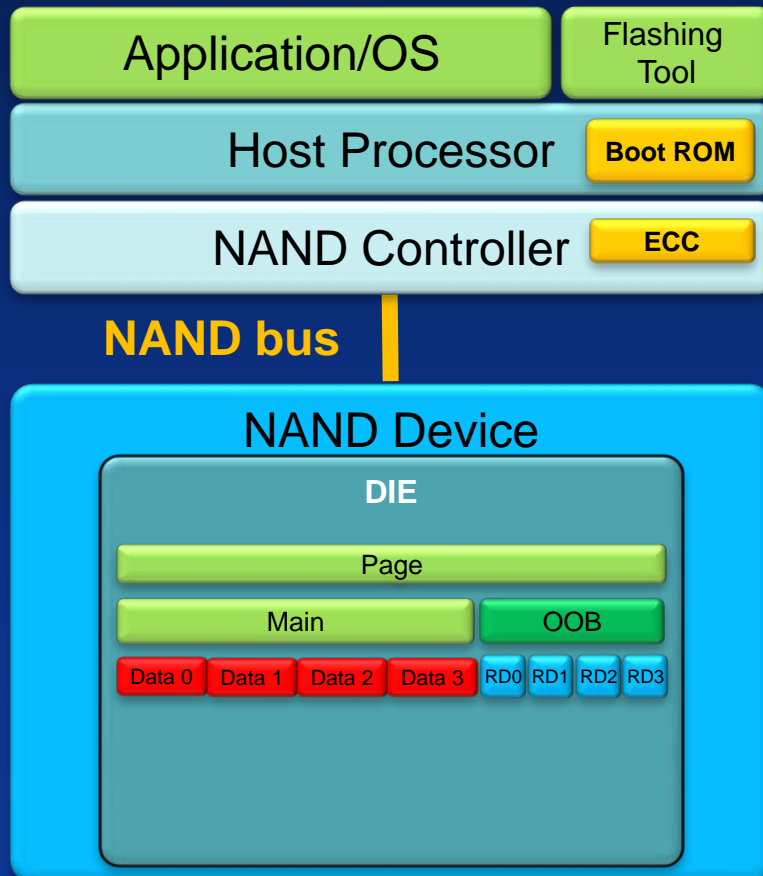 Application/OS
Flashing
Tool
Host Processor
Boot ROM
NAND Controller
ECC
NAND bus
NAND Device
DIE
Page
Main
OOB
Data 0
Data 1
Data 2
Data 3
RD0
RD1
RD2
RD3